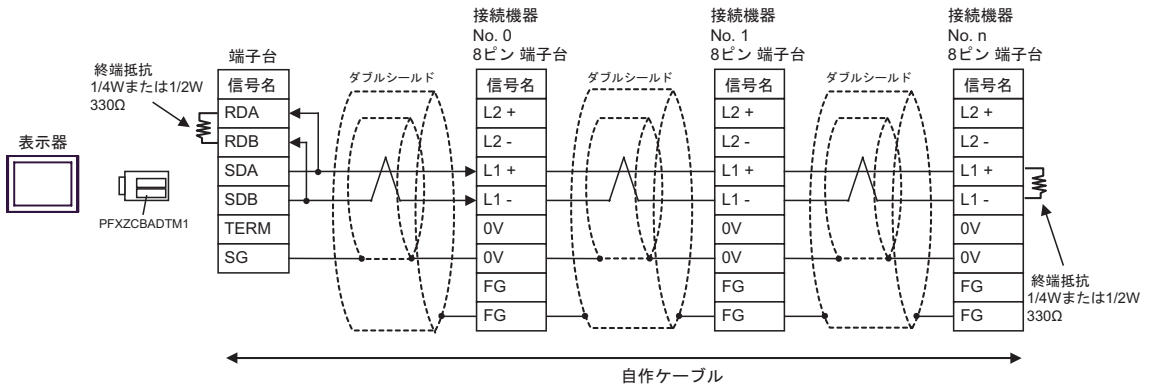 表示器
PFXZCBADTM1
終端抵抗
1/4Wまたは1/2W
330Ω
端子台
信号名
RDA
RDB
SDA
SDB
TERM
SG
ダブルシールド
接続機器
No. 0
8ピン 端子台
信号名
L2 +
L2 -
L1 +
L1 -
0V
0V
FG
FG
ダブルシールド
接続機器
No. 1
8ピン 端子台
信号名
L2 +
L2 -
L1 +
L1 -
0V
0V
FG
FG
ダブルシールド
接続機器
No. n
8ピン 端子台
信号名
L2 +
L2 -
L1 +
L1 -
0V
0V
FG
FG
終端抵抗
1/4Wまたは1/2W
330Ω
自作ケーブル